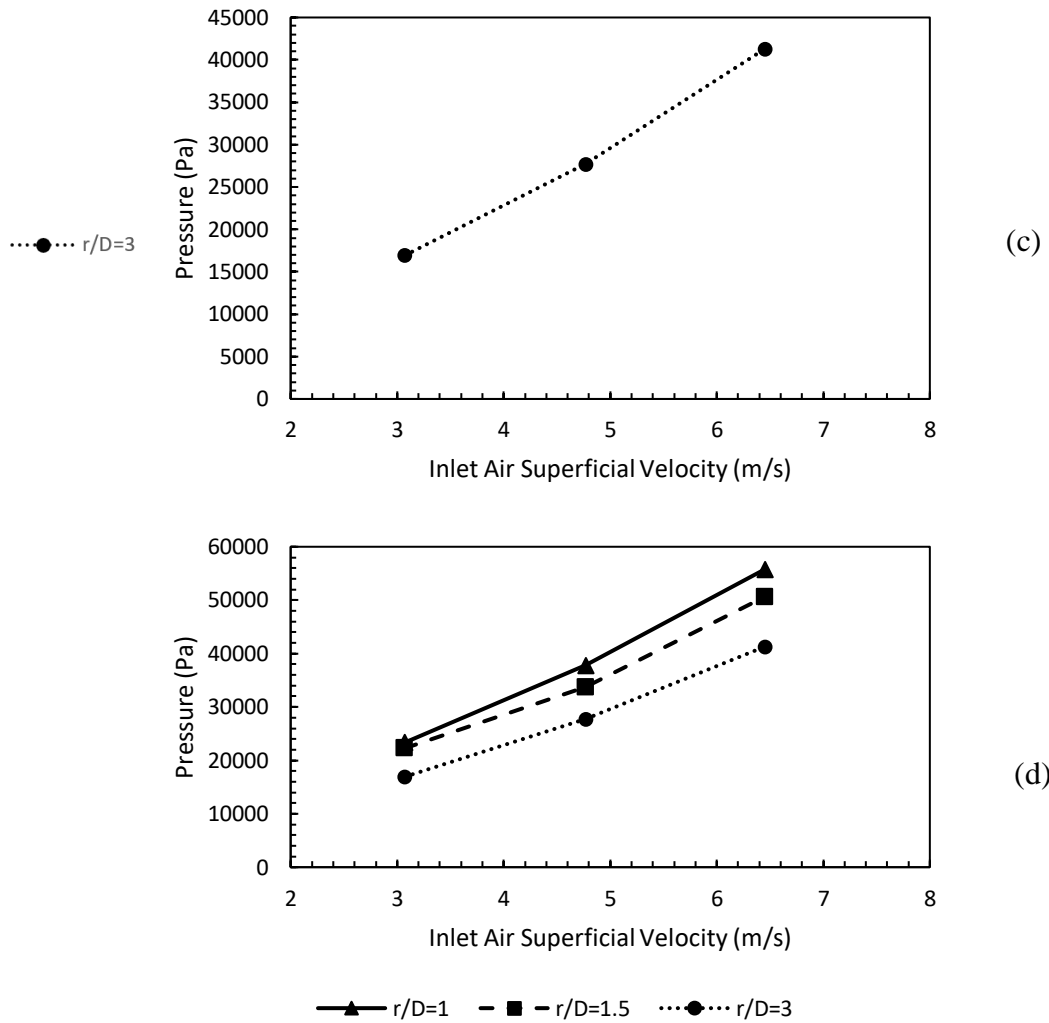 45000
40000
35000
30000
25000
20000
15000
10000
5000
0
Pressure (Pa)
2 3 4 5 6 7 8
Inlet Air Superficial Velocity (m/s)
r/D=3
(c)
60000
50000
40000
30000
20000
10000
0
Pressure (Pa)
2 3 4 5 6 7 8
Inlet Air Superficial Velocity (m/s)
(d)
r/D=1 r/D=1.5 r/D=3